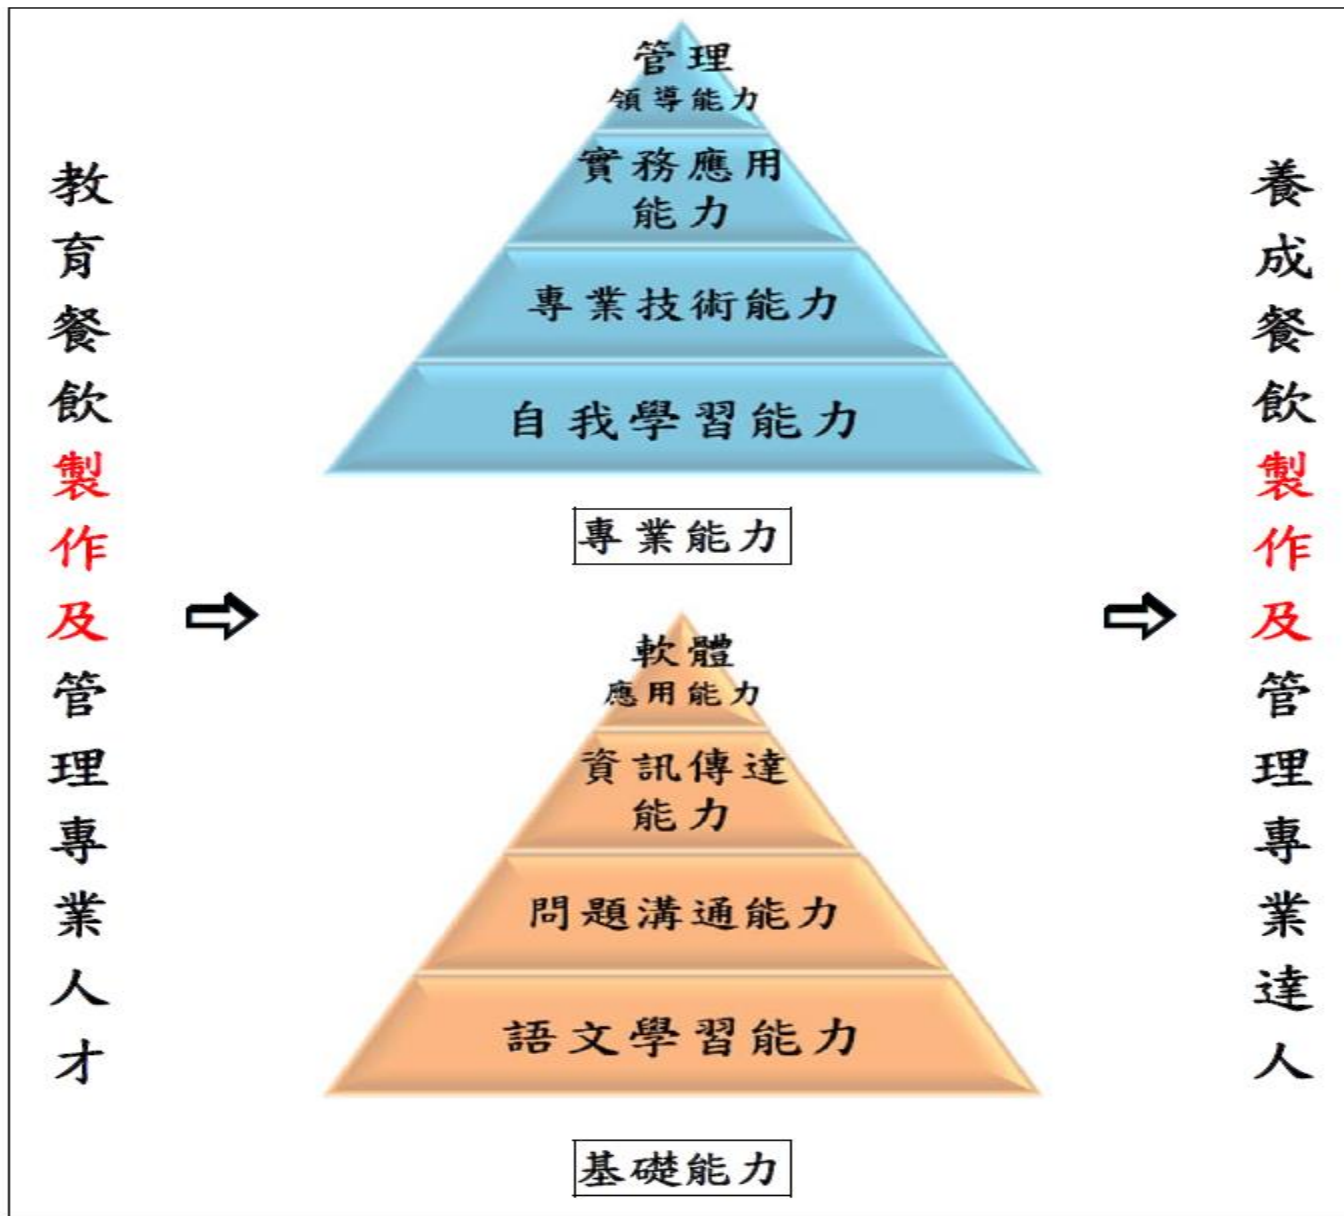 教育餐飲製作及管理專業人才
管理
領導能力
實務應用
能力
專業技術能力
自我學習能力
專業能力
軟體
應用能力
資訊傳達
能力
問題溝通能力
語文學習能力
基礎能力
養成餐飲製作及管理專業達人